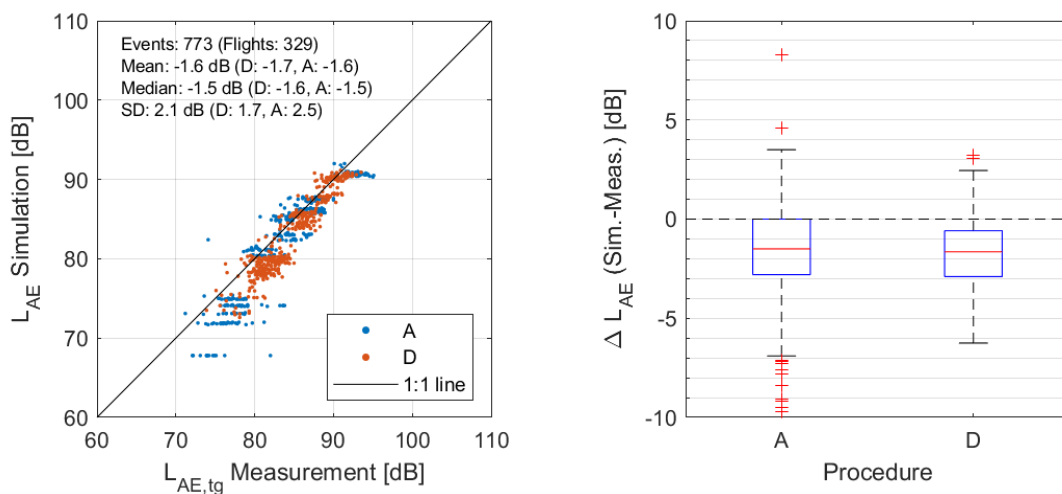 110
100
90
80
70
60
L_AE Simulation [dB]
Events: 773 (Flights: 329)
Mean: -1.6 dB (D: -1.7, A: -1.6)
Median: -1.5 dB (D: -1.6, A: -1.5)
SD: 2.1 dB (D: 1.7, A: 2.5)
A
D
1:1 line
60 70 80 90 100 110
L_AE,tg Measurement [dB]
10
5
0
-5
-10
Δ L_AE (Sim.-Meas.) [dB]
A D
Procedure